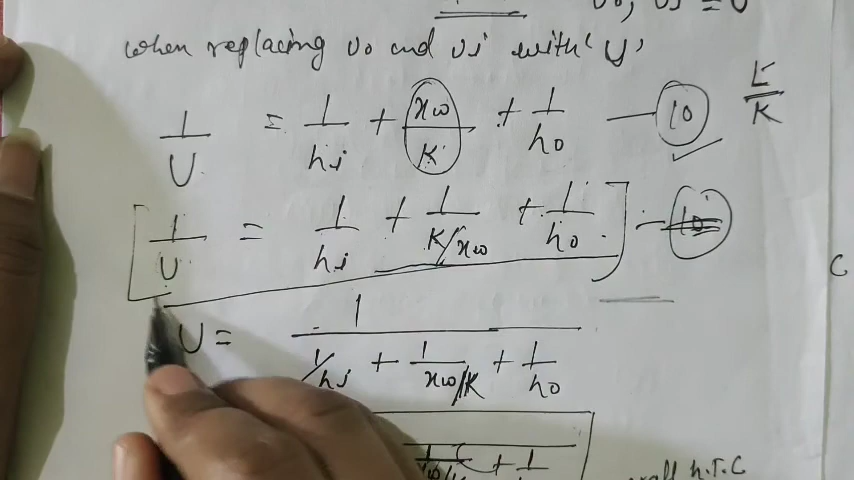 when replacing Uo and Ui with 'U'
1/U = 1/hi + xw/K + 1/ho — 10
L/K
[1/U = 1/hi + 1/K/xw + 1/ho.] — 10
C
U = 1 / 1/hi + 1/xw/K + 1/ho
h.T.C